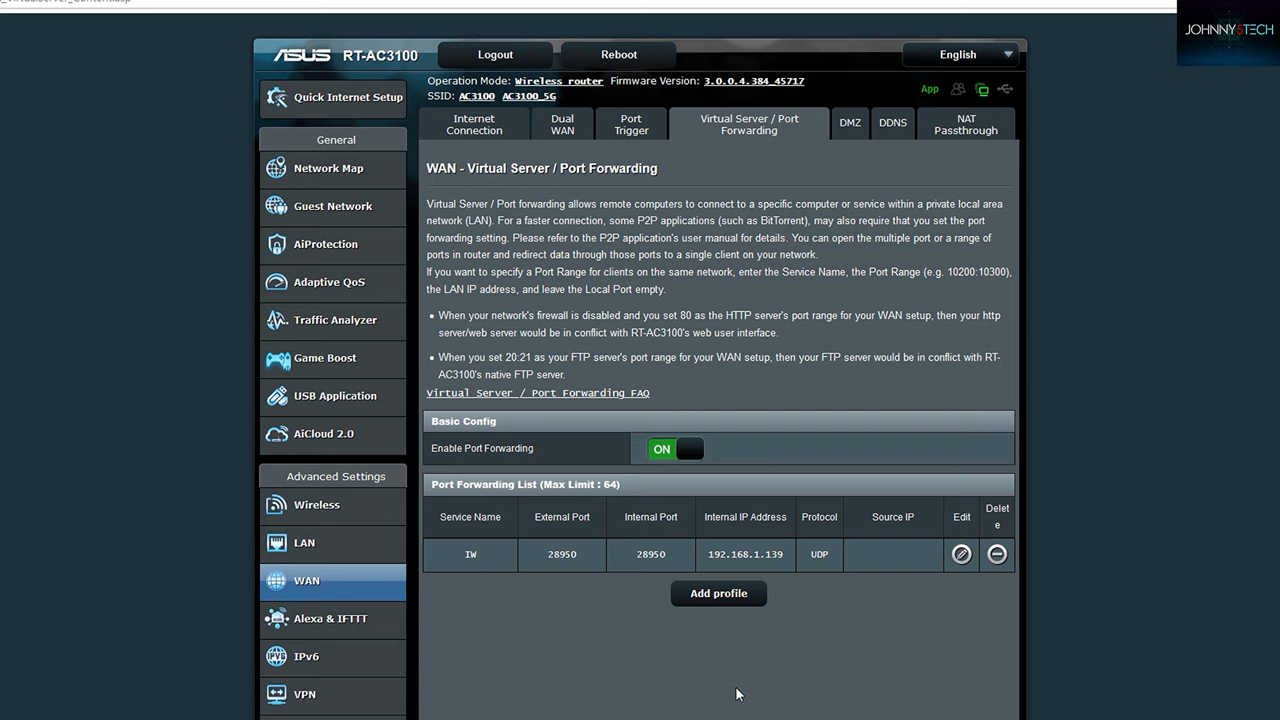 JOHNNY5TECH
ASUS RT-AC3100
Logout
Reboot
English
Quick Internet Setup
General
Network Map
Guest Network
AiProtection
Adaptive QoS
Traffic Analyzer
Game Boost
USB Application
AiCloud 2.0
Advanced Settings
Wireless
LAN
WAN
Alexa & IFTTT
IPv6
VPN
Operation Mode: Wireless router Firmware Version: 3.0.0.4.384_45717
SSID: AC3100 AC3100_5G
App
Internet
Connection
Dual
WAN
Port
Trigger
Virtual Server / Port
Forwarding
DMZ
DDNS
NAT
Passthrough
WAN - Virtual Server / Port Forwarding
Virtual Server / Port forwarding allows remote computers to connect to a specific computer or service within a private local area
network (LAN). For a faster connection, some P2P applications (such as BitTorrent), may also require that you set the port
forwarding setting. Please refer to the P2P application's user manual for details. You can open the multiple port or a range of
ports in router and redirect data through those ports to a single client on your network.
If you want to specify a Port Range for clients on the same network, enter the Service Name, the Port Range (e.g. 10200:10300),
the LAN IP address, and leave the Local Port empty.
• When your network's firewall is disabled and you set 80 as the HTTP server's port range for your WAN setup, then your http
server/web server would be in conflict with RT-AC3100's web user interface.
• When you set 20:21 as your FTP server's port range for your WAN setup, then your FTP server would be in conflict with RT-
AC3100's native FTP server.
Virtual Server / Port Forwarding FAQ
Basic Config
Enable Port Forwarding
ON
Port Forwarding List (Max Limit : 64)
Service Name External Port Internal Port Internal IP Address Protocol Source IP Edit Delet
e
IW 28950 28950 192.168.1.139 UDP
Add profile